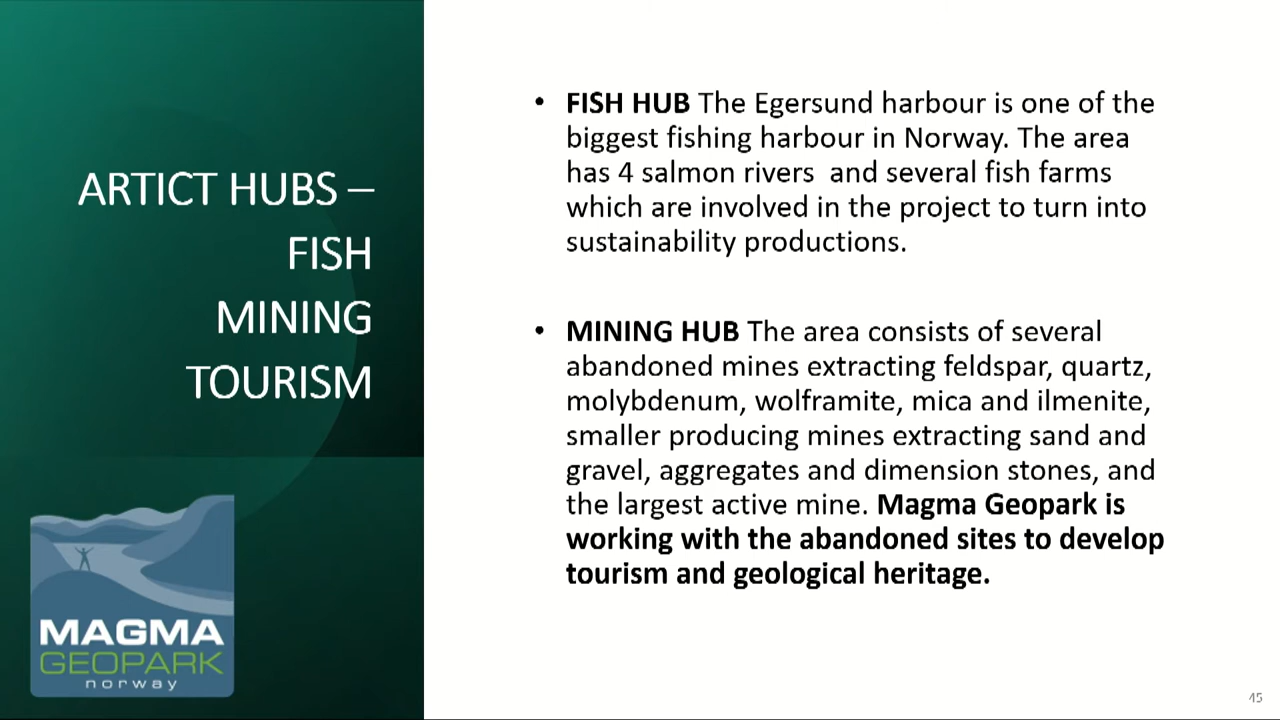 ARTICT HUBS –
FISH
MINING
TOURISM
MAGMA
GEOPARK
norway
• FISH HUB The Egersund harbour is one of the
biggest fishing harbour in Norway. The area
has 4 salmon rivers and several fish farms
which are involved in the project to turn into
sustainability productions.
• MINING HUB The area consists of several
abandoned mines extracting feldspar, quartz,
molybdenum, wolframite, mica and ilmenite,
smaller producing mines extracting sand and
gravel, aggregates and dimension stones, and
the largest active mine. Magma Geopark is
working with the abandoned sites to develop
tourism and geological heritage.
45